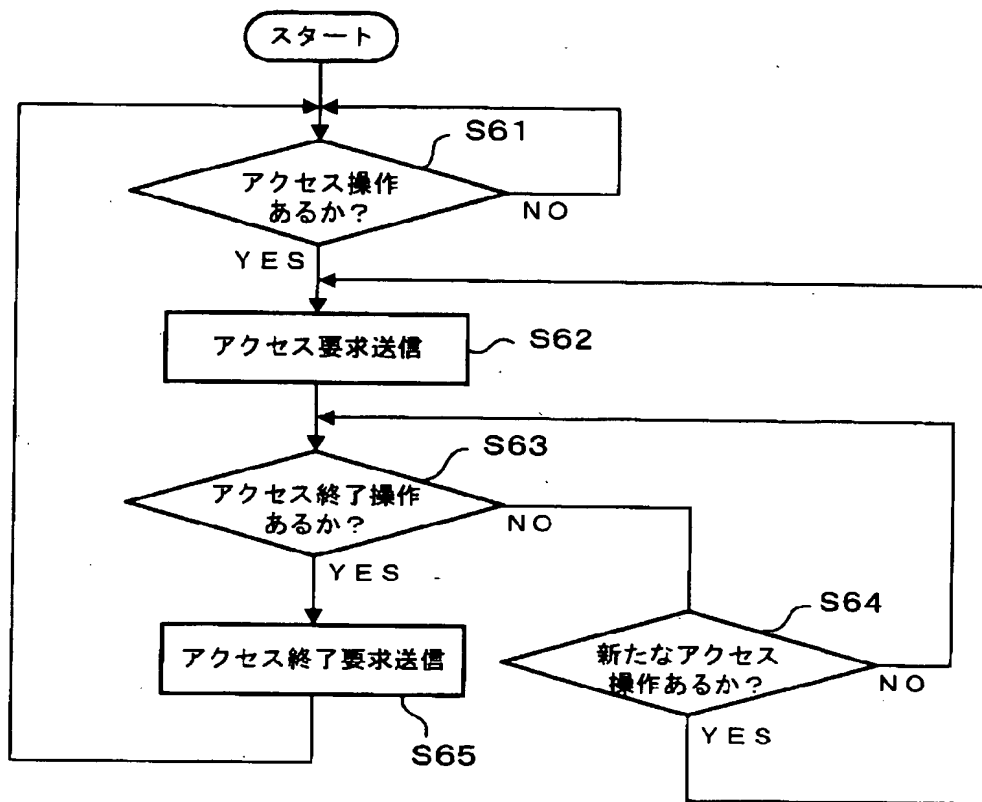 スタート
S61
アクセス操作
あるか？
NO
YES
アクセス要求送信
S62
S63
アクセス終了操作
あるか？
NO
YES
S64
新たなアクセス
操作あるか？
NO
YES
アクセス終了要求送信
S65